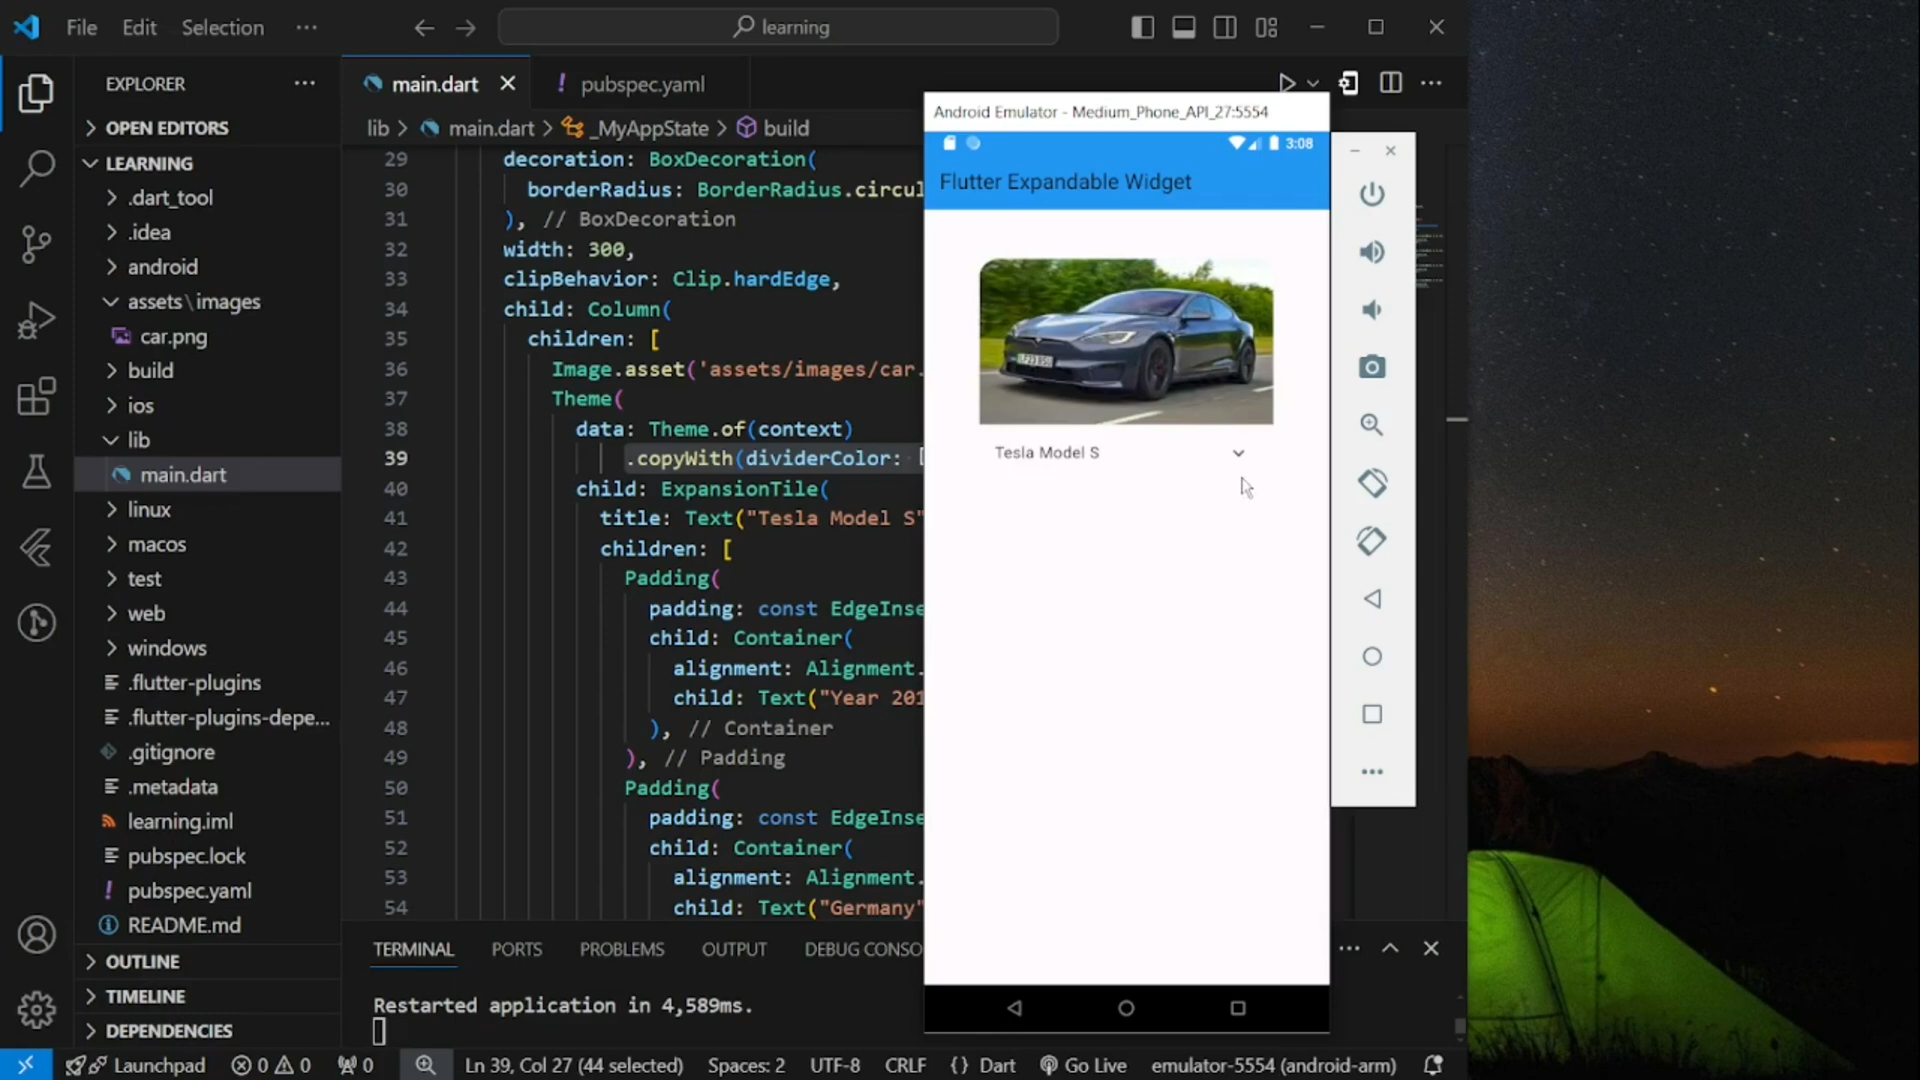 File Edit Selection ···
learning
EXPLORER ···
OPEN EDITORS
LEARNING
.dart_tool
.idea
android
assets\images
car.png
build
ios
lib
main.dart
linux
macos
test
web
windows
.flutter-plugins
.flutter-plugins-depe...
.gitignore
.metadata
learning.iml
pubspec.lock
pubspec.yaml
README.md
OUTLINE
TIMELINE
DEPENDENCIES
main.dart
! pubspec.yaml
lib > main.dart > _MyAppState > build
29 decoration: BoxDecoration(
30 borderRadius: BorderRadius.circul
31 ), // BoxDecoration
32 width: 300,
33 clipBehavior: Clip.hardEdge,
34 child: Column(
35 children: [
36 Image.asset('assets/images/car.
37 Theme(
38 data: Theme.of(context)
39 .copyWith(dividerColor:
40 child: ExpansionTile(
41 title: Text("Tesla Model S"
42 children: [
43 Padding(
44 padding: const EdgeInse
45 child: Container(
46 alignment: Alignment.
47 child: Text("Year 201
48 ), // Container
49 ), // Padding
50 Padding(
51 padding: const EdgeInse
52 child: Container(
53 alignment: Alignment.
54 child: Text("Germany"
TERMINAL PORTS PROBLEMS OUTPUT DEBUG CONSO
Restarted application in 4,589ms.
Android Emulator - Medium_Phone_API_27:5554
3:08
Flutter Expandable Widget
Tesla Model S
Launchpad 0 0 0 Ln 39, Col 27 (44 selected) Spaces: 2 UTF-8 CRLF {} Dart Go Live emulator-5554 (android-arm)